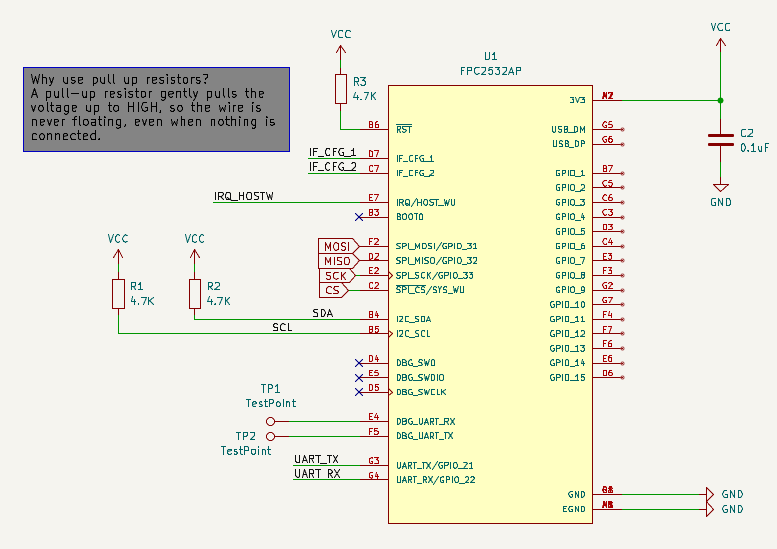 VCC
U1
FPC2532AP
VCC
Why use pull up resistors?
A pull-up resistor gently pulls the
voltage up to HIGH, so the wire is
never floating, even when nothing is
connected.
R3
4.7K
3V3
C2
0.1uF
GND
B6 RST
D7 IF_CFG_1
C7 IF_CFG_2
IF_CFG_1
IF_CFG_2
IRQ_HOSTW
E7 IRQ/HOST_WU
B3 BOOT0
MOSI F2 SPI_MOSI/GPIO_31
MISO D2 SPI_MISO/GPIO_32
SCK E2 SPI_SCK/GPIO_33
CS C2 SPI_CS/SYS_WU
VCC
VCC
R1
4.7K
R2
4.7K
SDA
B4 I2C_SDA
SCL
B5 I2C_SCL
D4 DBG_SWO
E5 DBG_SWDIO
D5 DBG_SWCLK
TP1
TestPoint
E4 DBG_UART_RX
TP2
TestPoint
F5 DBG_UART_TX
UART_TX
G3 UART_TX/GPIO_21
UART_RX
G4 UART_RX/GPIO_22
USB_DM G5
USB_DP G6
GPIO_1 B7
GPIO_2 C5
GPIO_3 C6
GPIO_4 C3
GPIO_5 D3
GPIO_6 C4
GPIO_7 E3
GPIO_8 F3
GPIO_9 G2
GPIO_10 G7
GPIO_11 F4
GPIO_12 F7
GPIO_13 F6
GPIO_14 E6
GPIO_15 D6
GND
GND
EGND
GND